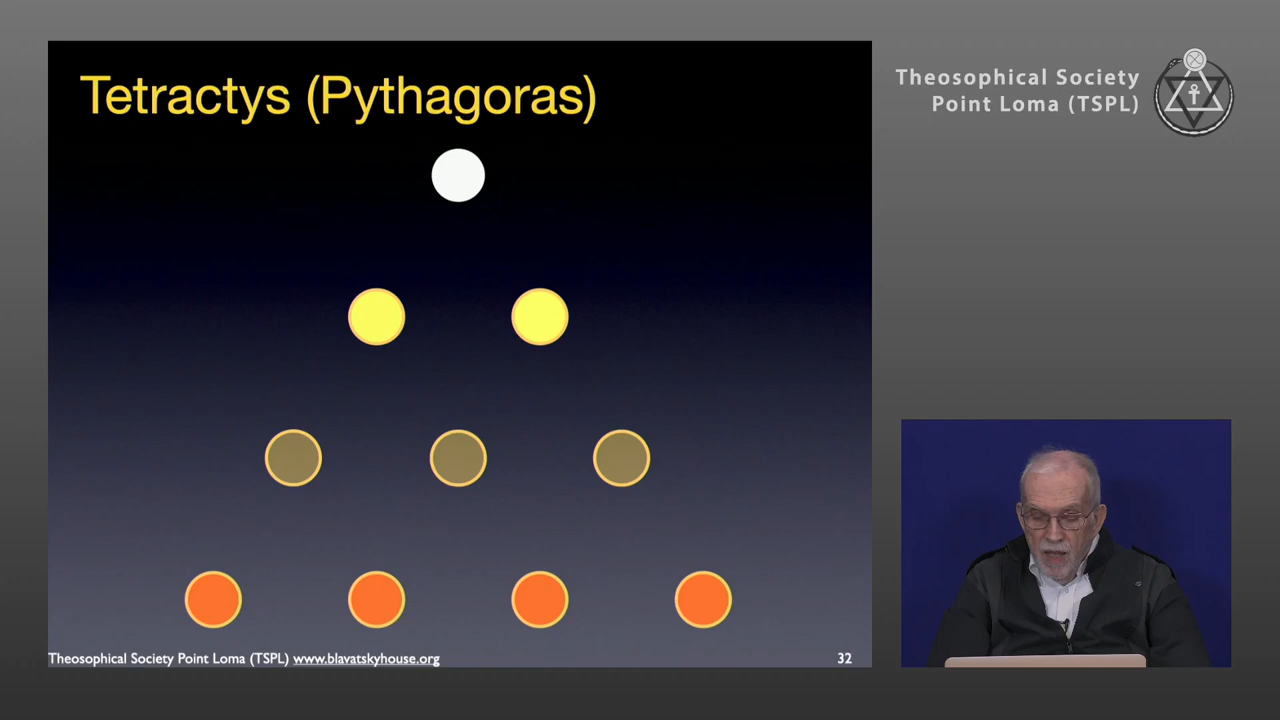 Tetractys (Pythagoras)
Theosophical Society
Point Loma (TSPL)
Theosophical Society Point Loma (TSPL) www.blavatskyhouse.org
32